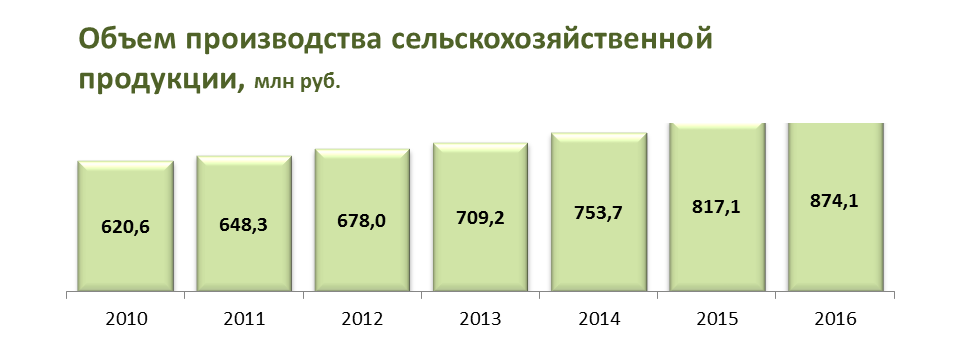 Объем производства сельскохозяйственной
продукции, млн руб.
620,6 648,3 678,0 709,2 753,7 817,1 874,1
2010 2011 2012 2013 2014 2015 2016